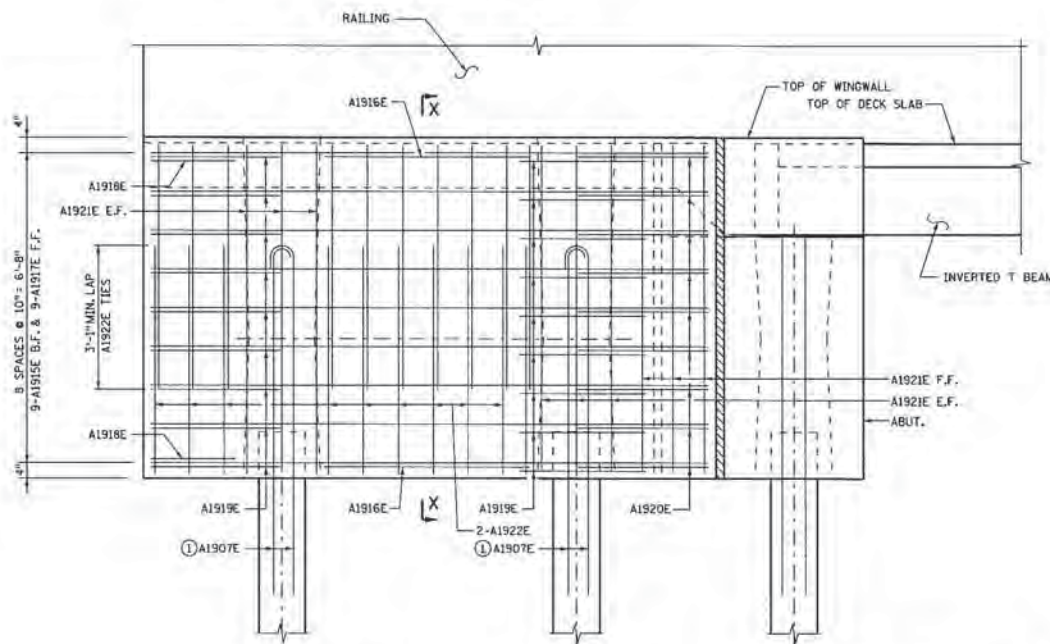 RAILING
TOP OF WINGWALL
TOP OF DECK SLAB
X
A1916E
4"
A1918E
A1921E E.F.
INVERTED T BEAM
8 SPACES @ 10" = 6'-8"
9-A1915E B.F. & 9-A1917E F.F.
3'-1" MIN. LAP
A1922E TIES
A1921E F.F.
A1921E E.F.
ABUT.
A1918E
4"
A1919E
A1916E
X
A1919E
A1920E
2-A1922E
① A1907E
① A1907E